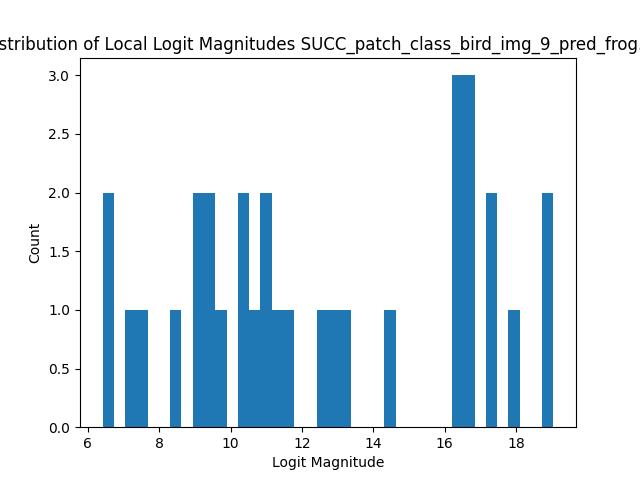 stribution of Local Logit Magnitudes SUCC_patch_class_bird_img_9_pred_frog.
3.0
2.5
2.0
1.5
1.0
0.5
0.0
Count
6 8 10 12 14 16 18
Logit Magnitude